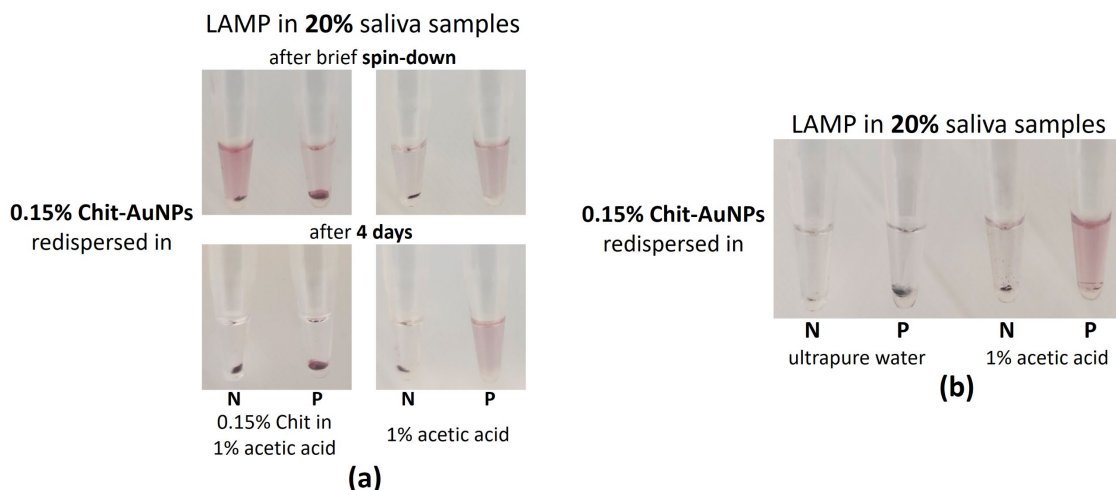 LAMP in 20% saliva samples
after brief spin-down
0.15% Chit-AuNPs
redispersed in
after 4 days
N P N P
0.15% Chit in
1% acetic acid
1% acetic acid
(a)
LAMP in 20% saliva samples
0.15% Chit-AuNPs
redispersed in
N P N P
ultrapure water 1% acetic acid
(b)